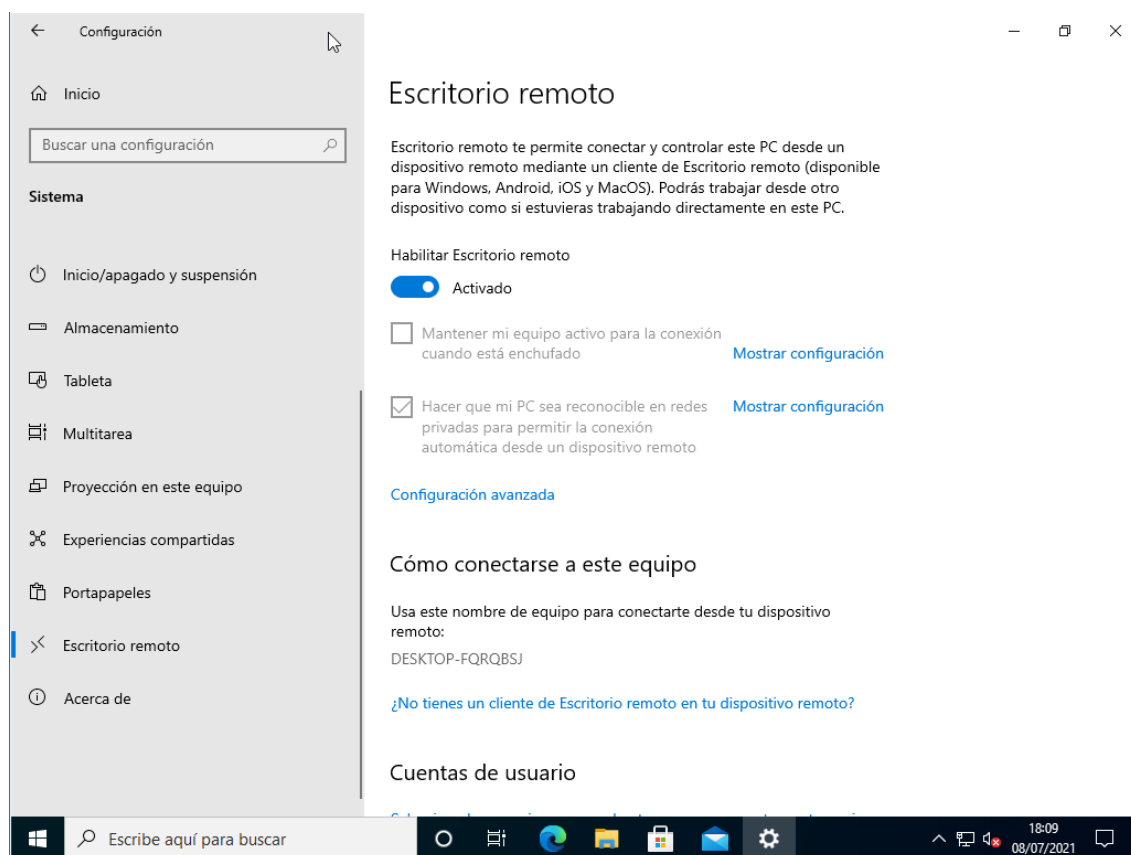 Configuración
Inicio
Buscar una configuración
Sistema
Inicio/apagado y suspensión
Almacenamiento
Tableta
Multitarea
Proyección en este equipo
Experiencias compartidas
Portapapeles
Escritorio remoto
Acerca de
Escritorio remoto
Escritorio remoto te permite conectar y controlar este PC desde un
dispositivo remoto mediante un cliente de Escritorio remoto (disponible
para Windows, Android, iOS y MacOS). Podrás trabajar desde otro
dispositivo como si estuvieras trabajando directamente en este PC.
Habilitar Escritorio remoto
Activado
Mantener mi equipo activo para la conexión
cuando está enchufado
Mostrar configuración
Hacer que mi PC sea reconocible en redes
privadas para permitir la conexión
automática desde un dispositivo remoto
Mostrar configuración
Configuración avanzada
Cómo conectarse a este equipo
Usa este nombre de equipo para conectarte desde tu dispositivo
remoto:
DESKTOP-FQRQBSJ
¿No tienes un cliente de Escritorio remoto en tu dispositivo remoto?
Cuentas de usuario
Escribe aquí para buscar
18:09
08/07/2021